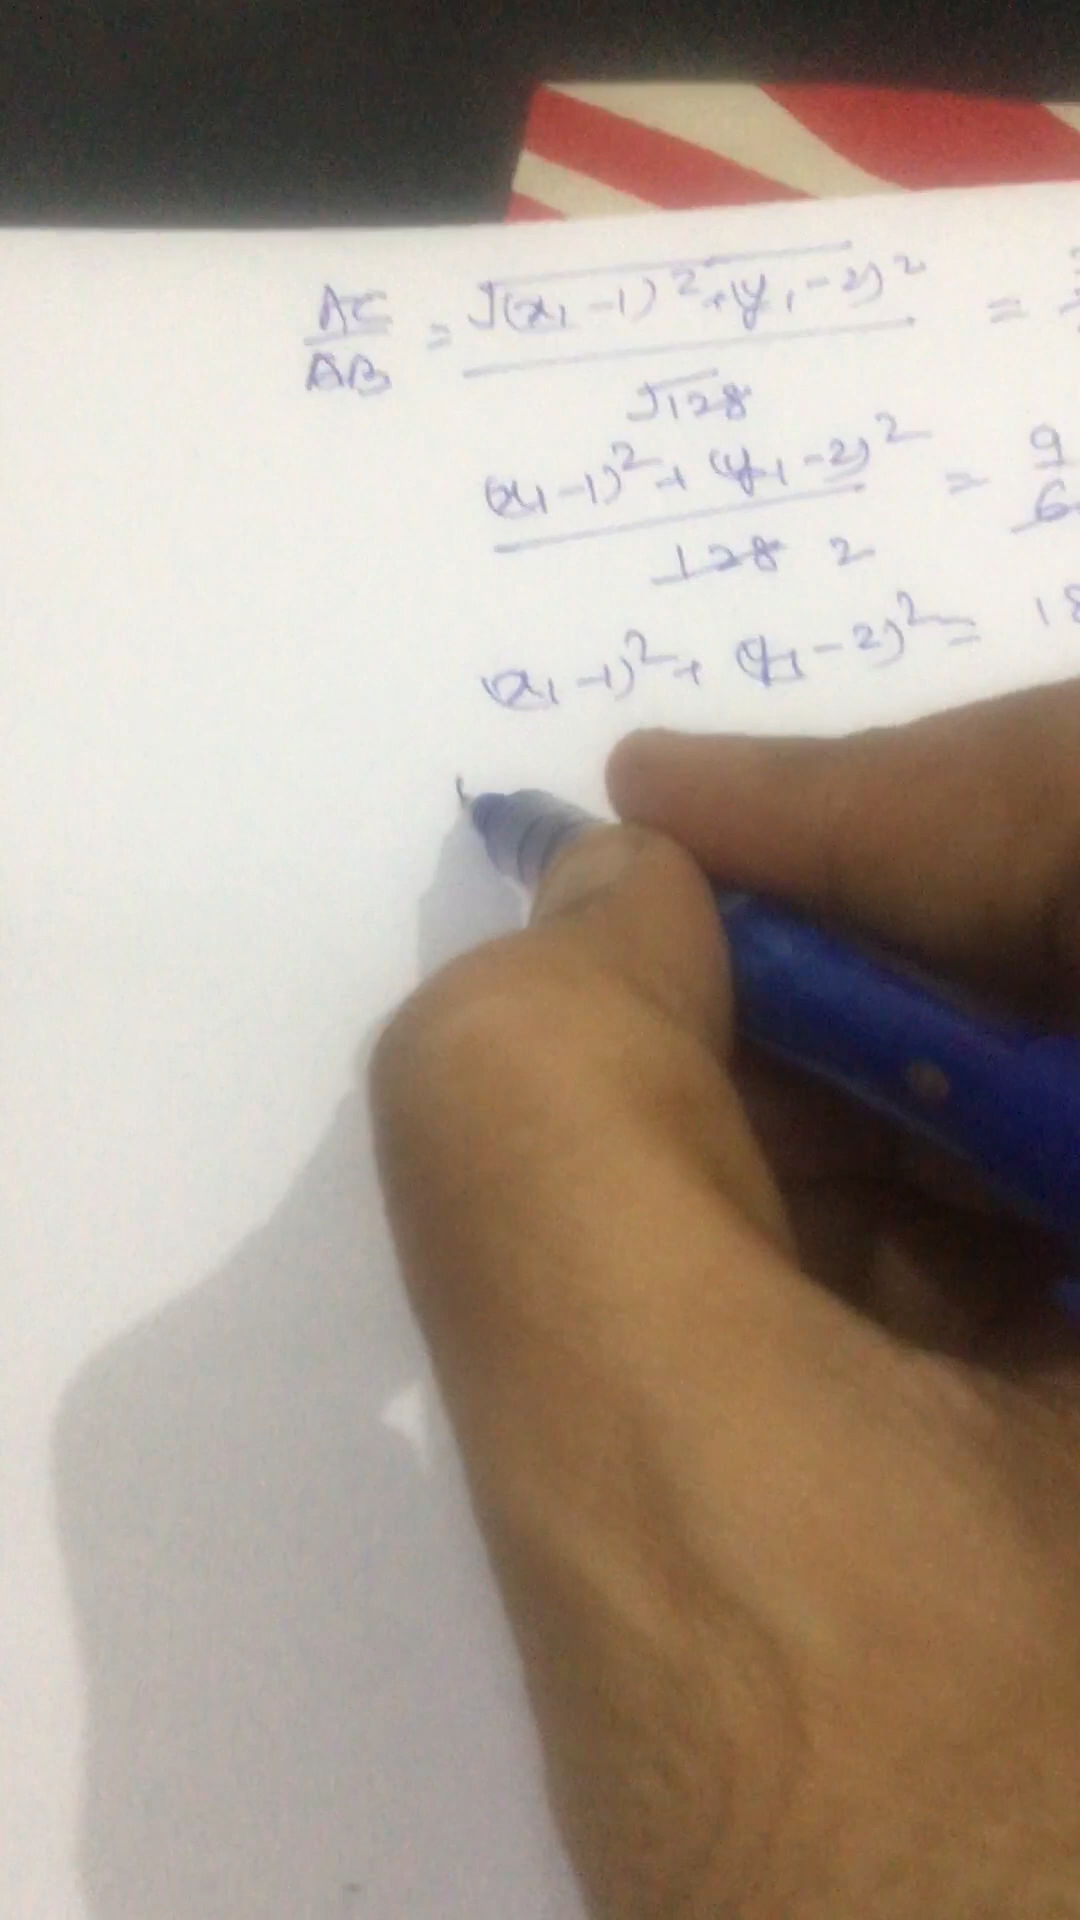 AC/AB = √(x₁-1)²+(y₁-2)²/√128 =
(x₁-1)²+(y₁-2)²/128 2 = 9/6
(x₁-1)²+(y₁-2)² = 18